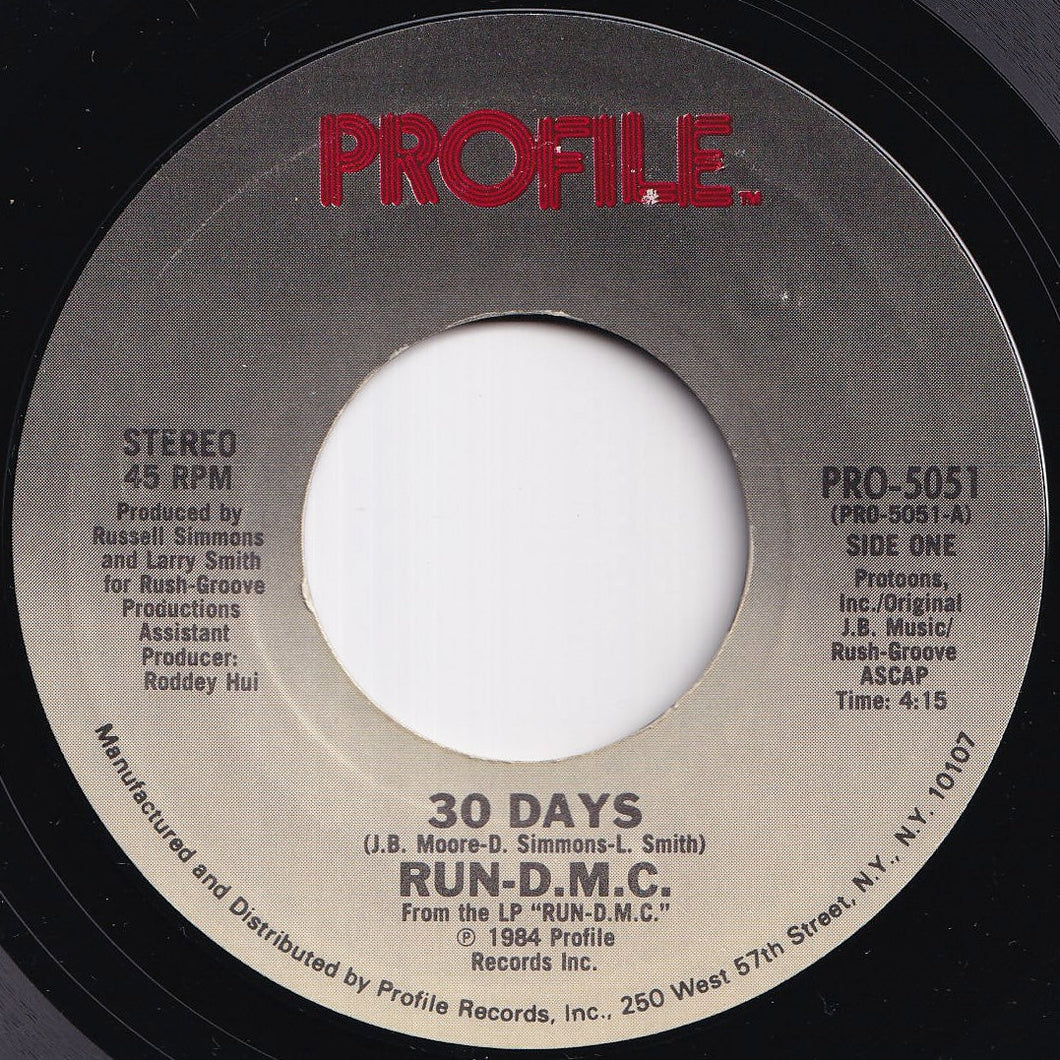 PROFILE™
STEREO
45 RPM
Produced by
Russell Simmons
and Larry Smith
for Rush-Groove
Productions
Assistant
Producer:
Roddey Hui
PRO-5051
(PRO-5051-A)
SIDE ONE
Protoons,
Inc./Original
J.B. Music/
Rush-Groove
ASCAP
Time: 4:15
30 DAYS
(J.B. Moore-D. Simmons-L. Smith)
RUN-D.M.C.
From the LP "RUN-D.M.C."
℗ 1984 Profile
Records Inc.
Manufactured and Distributed by Profile Records, Inc., 250 West 57th Street, N.Y., N.Y. 10107